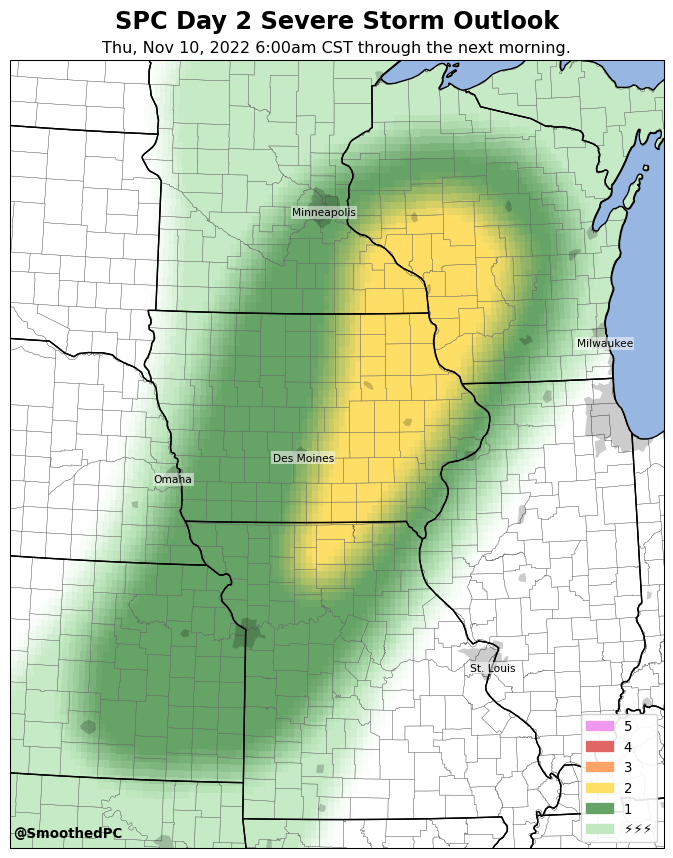 SPC Day 2 Severe Storm Outlook
Thu, Nov 10, 2022 6:00am CST through the next morning.
Minneapolis
Milwaukee
Des Moines
Omaha
St. Louis
5
4
3
2
1
⚡⚡⚡
@SmoothedPC